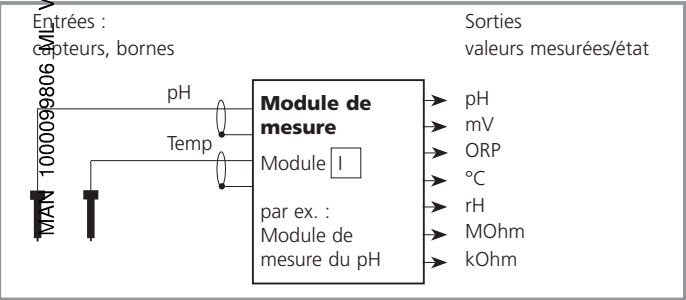 Entrées :
capteurs, bornes
Sorties
valeurs mesurées/état
MAN 1000099806 ML V
pH
Temp
Module de
mesure
Module I
par ex. :
Module de
mesure du pH
pH
mV
ORP
°C
rH
MOhm
kOhm